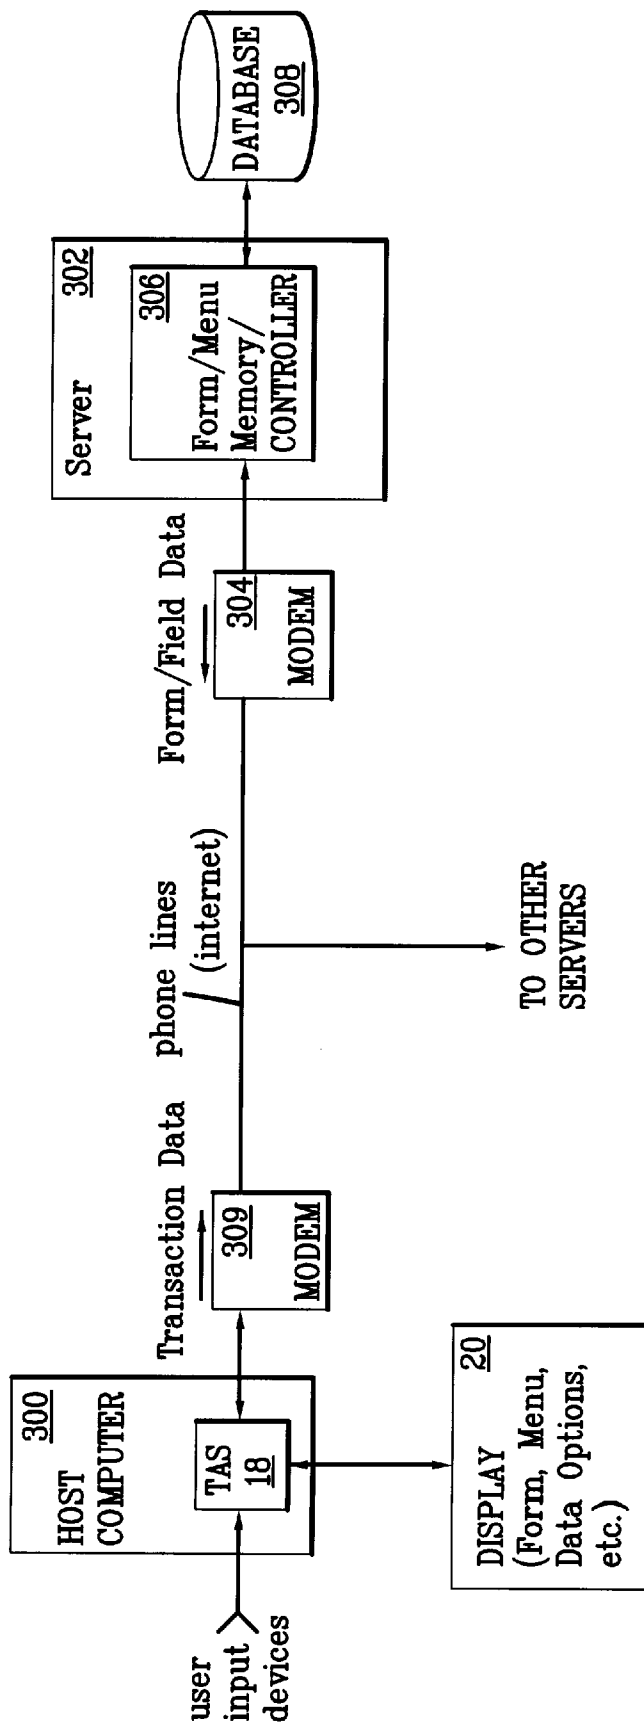 user
input
devices
300
HOST
COMPUTER
TAS
18
20
DISPLAY
(Form, Menu,
Data Options,
etc.)
Transaction Data
309
MODEM
phone lines
(internet)
TO OTHER
SERVERS
Form/Field Data
304
MODEM
Server
302
306
Form/Menu
Memory/
CONTROLLER
DATABASE
308